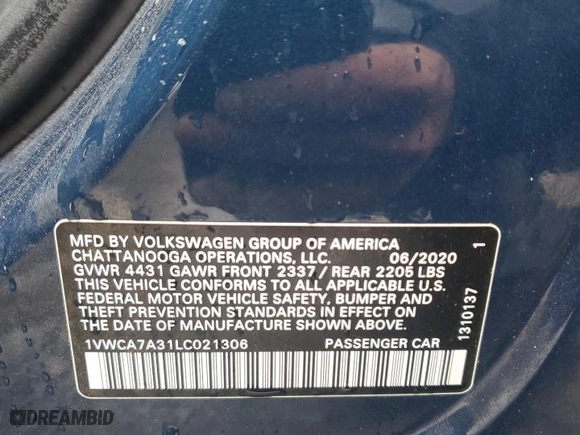 MFD BY VOLKSWAGEN GROUP OF AMERICA
CHATTANOOGA OPERATIONS, LLC. 06/2020 1
GVWR 4431 GAWR FRONT 2337/REAR 2205 LBS
THIS VEHICLE CONFORMS TO ALL APPLICABLE U.S.
FEDERAL MOTOR VEHICLE SAFETY, BUMPER AND
THEFT PREVENTION STANDARDS IN EFFECT ON THE
DATE OF MANUFACTURE SHOWN ABOVE.
1VWCA7A31LC021306 PASSENGER CAR
1310137
DREAMBID